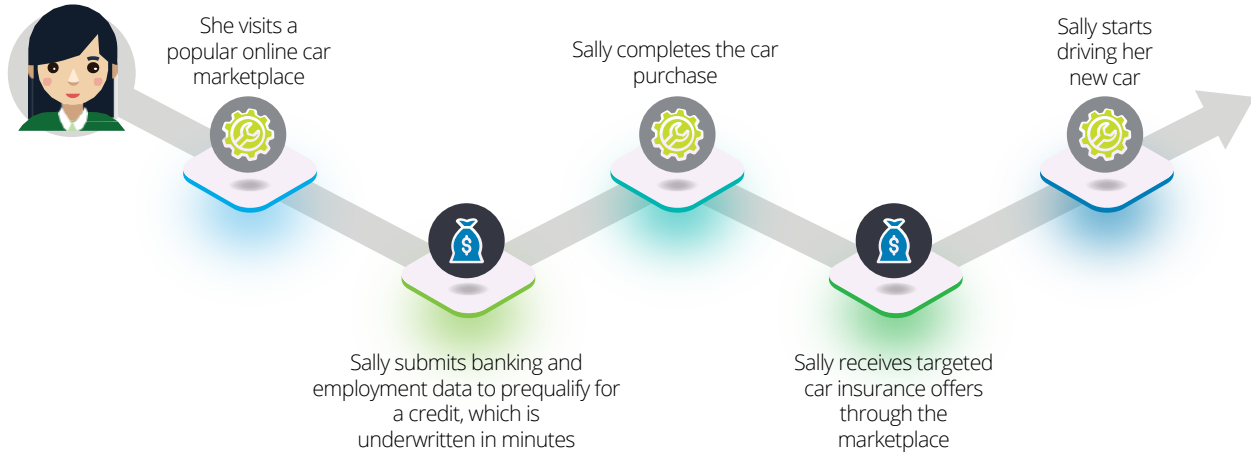 She visits a
popular online car
marketplace
Sally submits banking and
employment data to prequalify for
a credit, which is
underwritten in minutes
Sally completes the car
purchase
Sally receives targeted
car insurance offers
through the
marketplace
Sally starts
driving her
new car
$
$